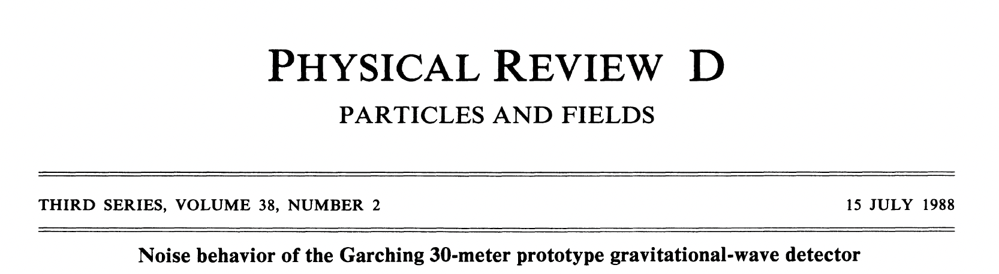 PHYSICAL REVIEW D
PARTICLES AND FIELDS
THIRD SERIES, VOLUME 38, NUMBER 2 15 JULY 1988
Noise behavior of the Garching 30-meter prototype gravitational-wave detector